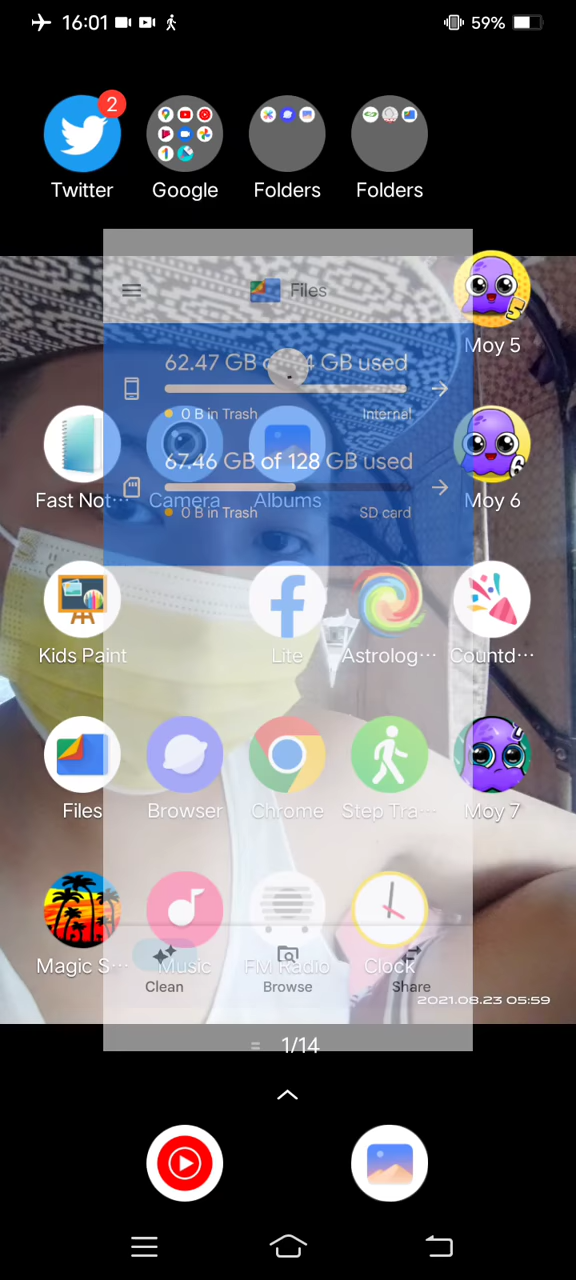 16:01 59%
2
Twitter Google Folders Folders
Files
62.47 GB of 4 GB used
0 B in Trash Internal
5
Moy 5
67.46 GB of 128 GB used
0 B in Trash SD card
Fast Not··· Camera Albums Moy 6
Kids Paint Lite Astrolog··· Countd···
Files Browser Chrome Step Tra··· Moy 7
Magic S··· Music FM Radio Clock
Clean Browse Share
2021.08.23 05:59
1/14